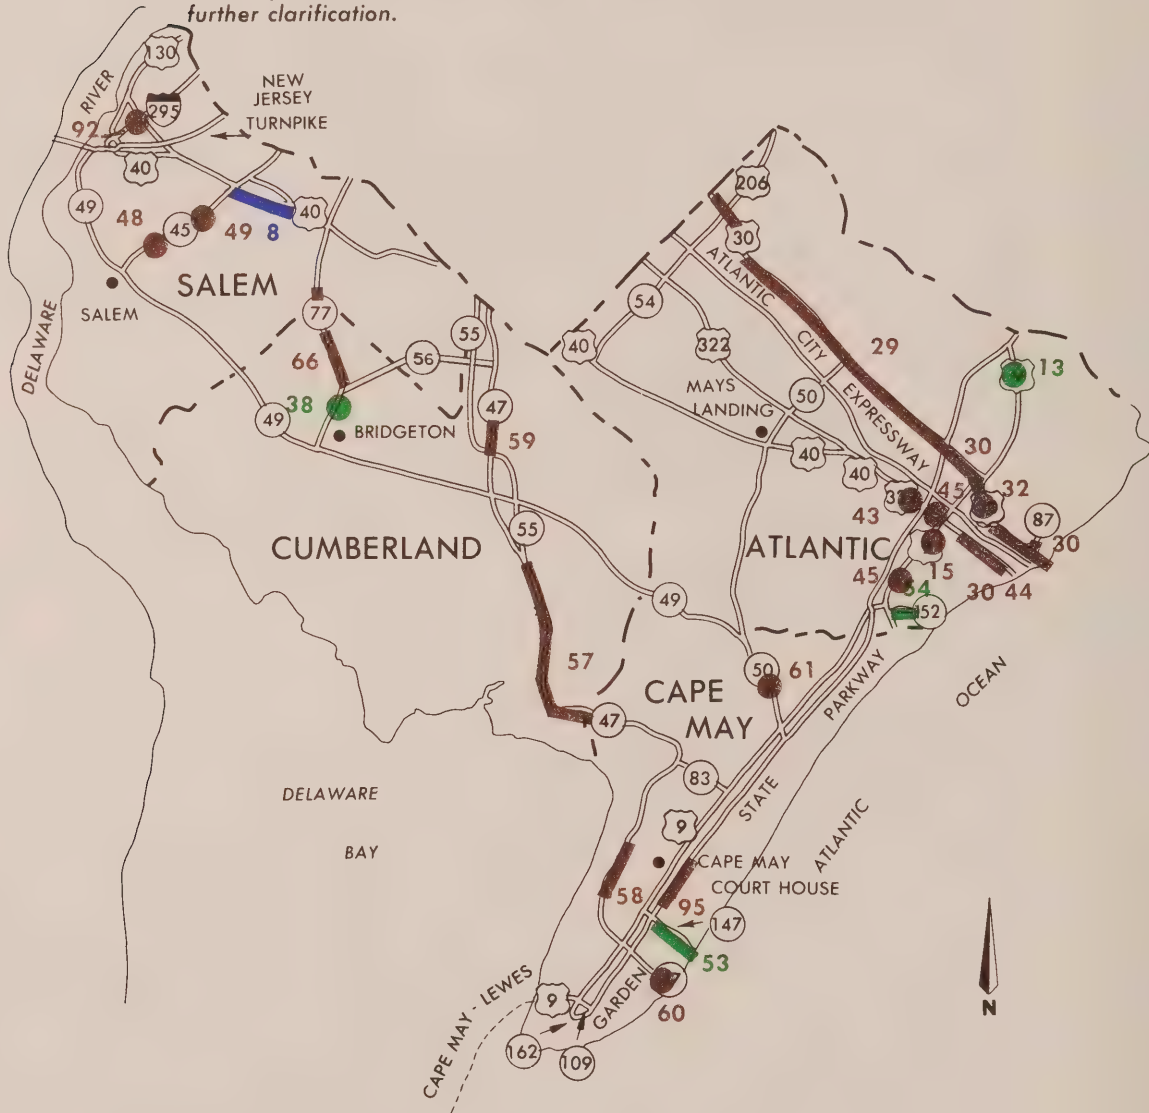 further clarification.
130
RIVER
295
NEW
JERSEY
TURNPIKE
92
40
49
48
45
49
8
40
SALEM
SALEM
DELAWARE
77
66
56
55
38
49
BRIDGETON
47
59
55
CUMBERLAND
57
49
47
206
30
ATLANTIC
CITY
EXPRESSWAY
54
322
40
29
13
MAYS
LANDING
50
40
40
30
45
32
43
87
30
ATLANTIC
15
45
54
30
44
152
50
61
CAPE
MAY
PARKWAY
OCEAN
83
STATE
ATLANTIC
9
DELAWARE
BAY
CAPE MAY
COURT HOUSE
58
95
147
53
GARDEN
60
9
CAPE MAY - LEWES
162
109
N